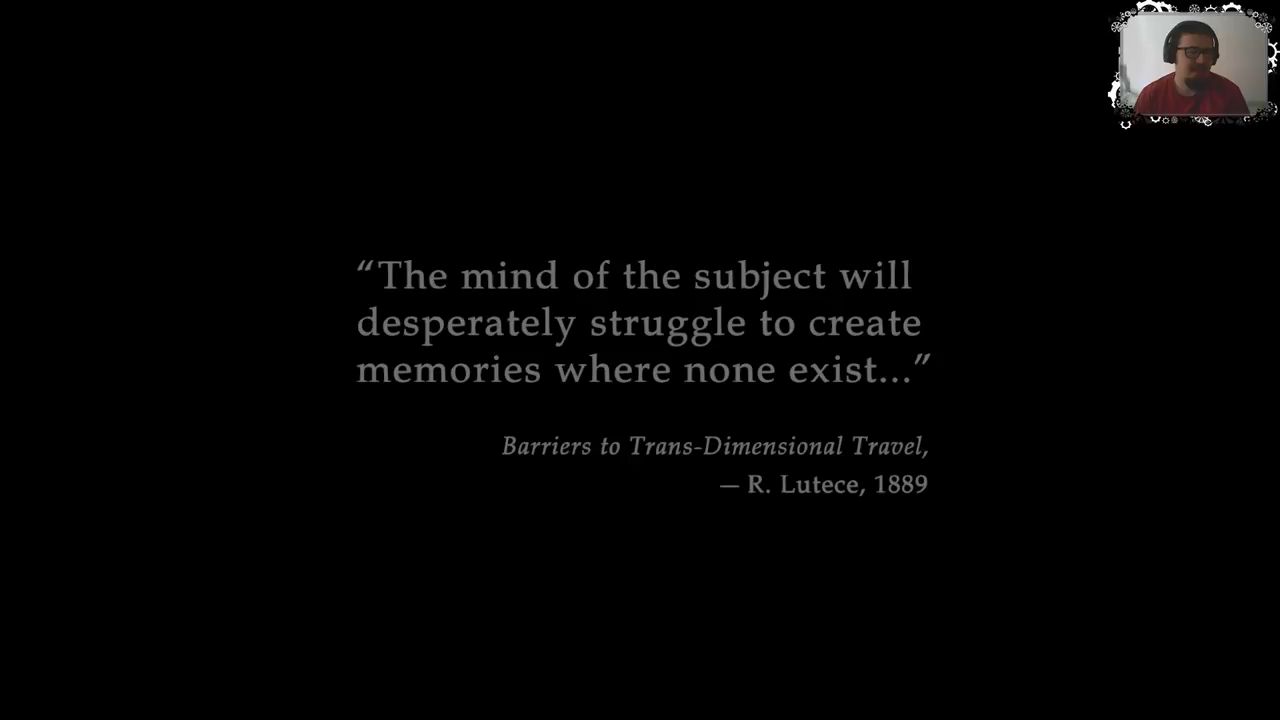 “The mind of the subject will
desperately struggle to create
memories where none exist...”
Barriers to Trans-Dimensional Travel,
— R. Lutece, 1889